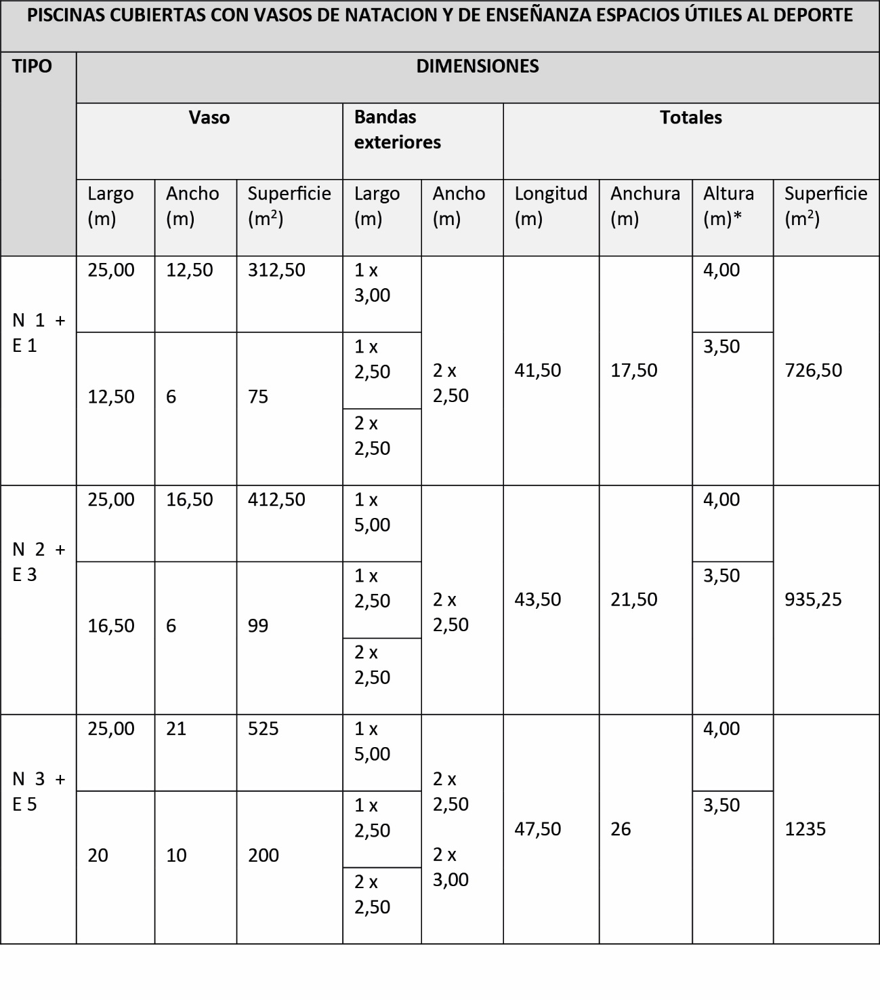 PISCINAS CUBIERTAS CON VASOS DE NATACION Y DE ENSEÑANZA ESPACIOS ÚTILES AL DEPORTE
TIPO
DIMENSIONES
Vaso
Bandas
exteriores
Totales
Largo
(m)
Ancho
(m)
Superficie
(m²)
Largo
(m)
Ancho
(m)
Longitud
(m)
Anchura
(m)
Altura
(m)*
Superficie
(m²)
N 1 +
E 1
25,00
12,50
312,50
1 x
3,00
2 x
2,50
41,50
17,50
4,00
726,50
12,50
6
75
1 x
2,50
3,50
2 x
2,50
N 2 +
E 3
25,00
16,50
412,50
1 x
5,00
2 x
2,50
43,50
21,50
4,00
935,25
16,50
6
99
1 x
2,50
3,50
2 x
2,50
N 3 +
E 5
25,00
21
525
1 x
5,00
2 x
2,50
2 x
3,00
47,50
26
4,00
1235
20
10
200
1 x
2,50
3,50
2 x
2,50